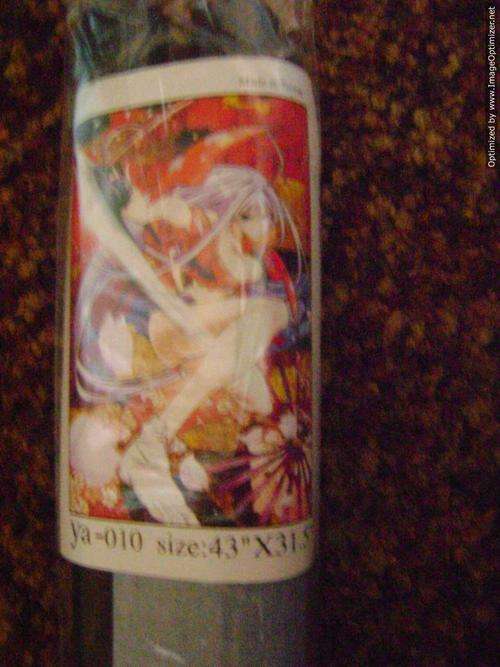 ya-010 size:43"X31.5
Optimized by www.ImageOptimizer.net